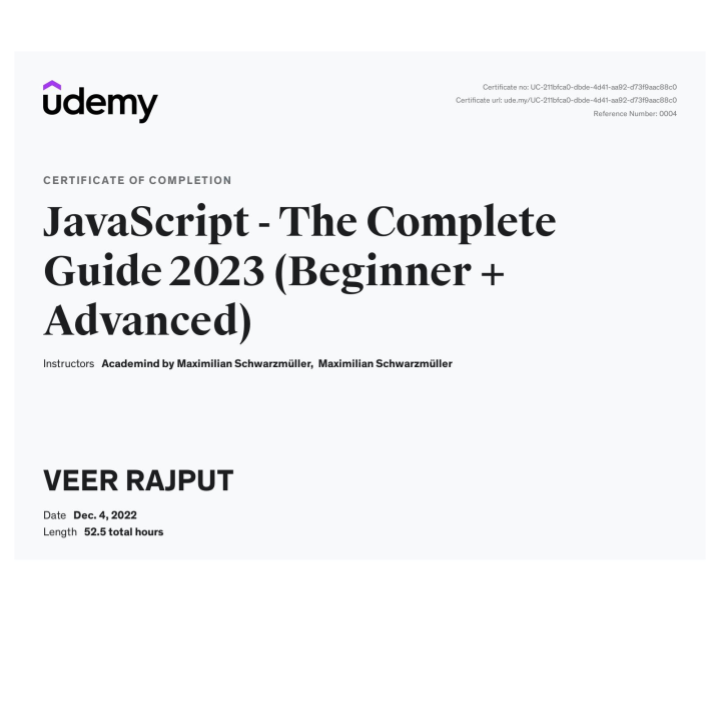 udemy
Certificate no: UC-211bfca0-dbde-4d41-aa92-d73f9aac88c0
Certificate url: ude.my/UC-211bfca0-dbde-4d41-aa92-d73f9aac88c0
Reference Number: 0004
CERTIFICATE OF COMPLETION
JavaScript - The Complete
Guide 2023 (Beginner +
Advanced)
Instructors Academind by Maximilian Schwarzmüller, Maximilian Schwarzmüller
VEER RAJPUT
Date Dec. 4, 2022
Length 52.5 total hours